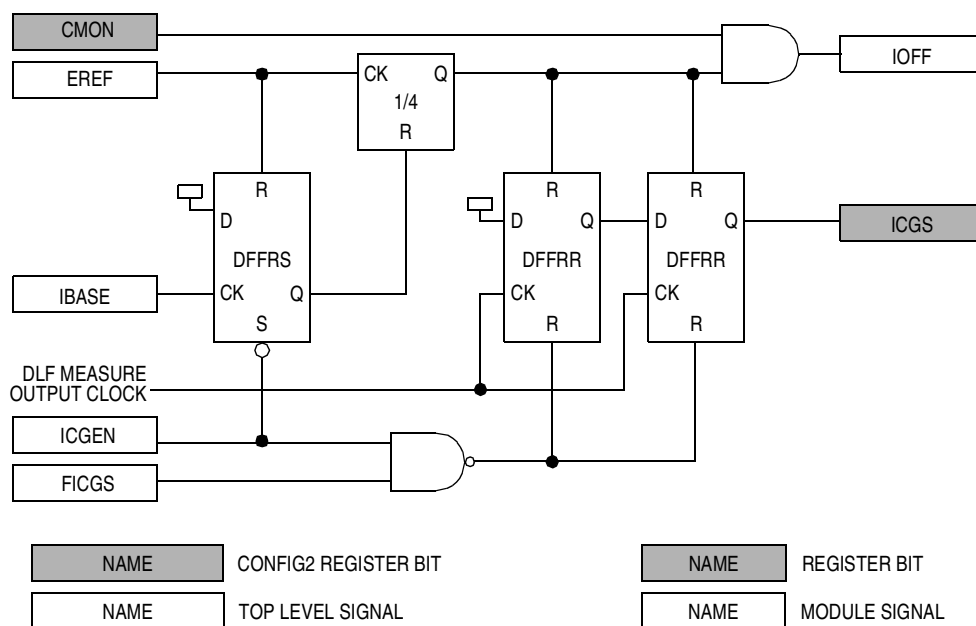 CMON
EREF
CK
Q
1/4
R
IOFF
R
D
DFFRS
CK
Q
S
R
D
Q
DFFRR
CK
R
R
D
Q
DFFRR
CK
R
ICGS
IBASE
DLF MEASURE
OUTPUT CLOCK
ICGEN
FICGS
NAME
CONFIG2 REGISTER BIT
NAME
REGISTER BIT
NAME
TOP LEVEL SIGNAL
NAME
MODULE SIGNAL